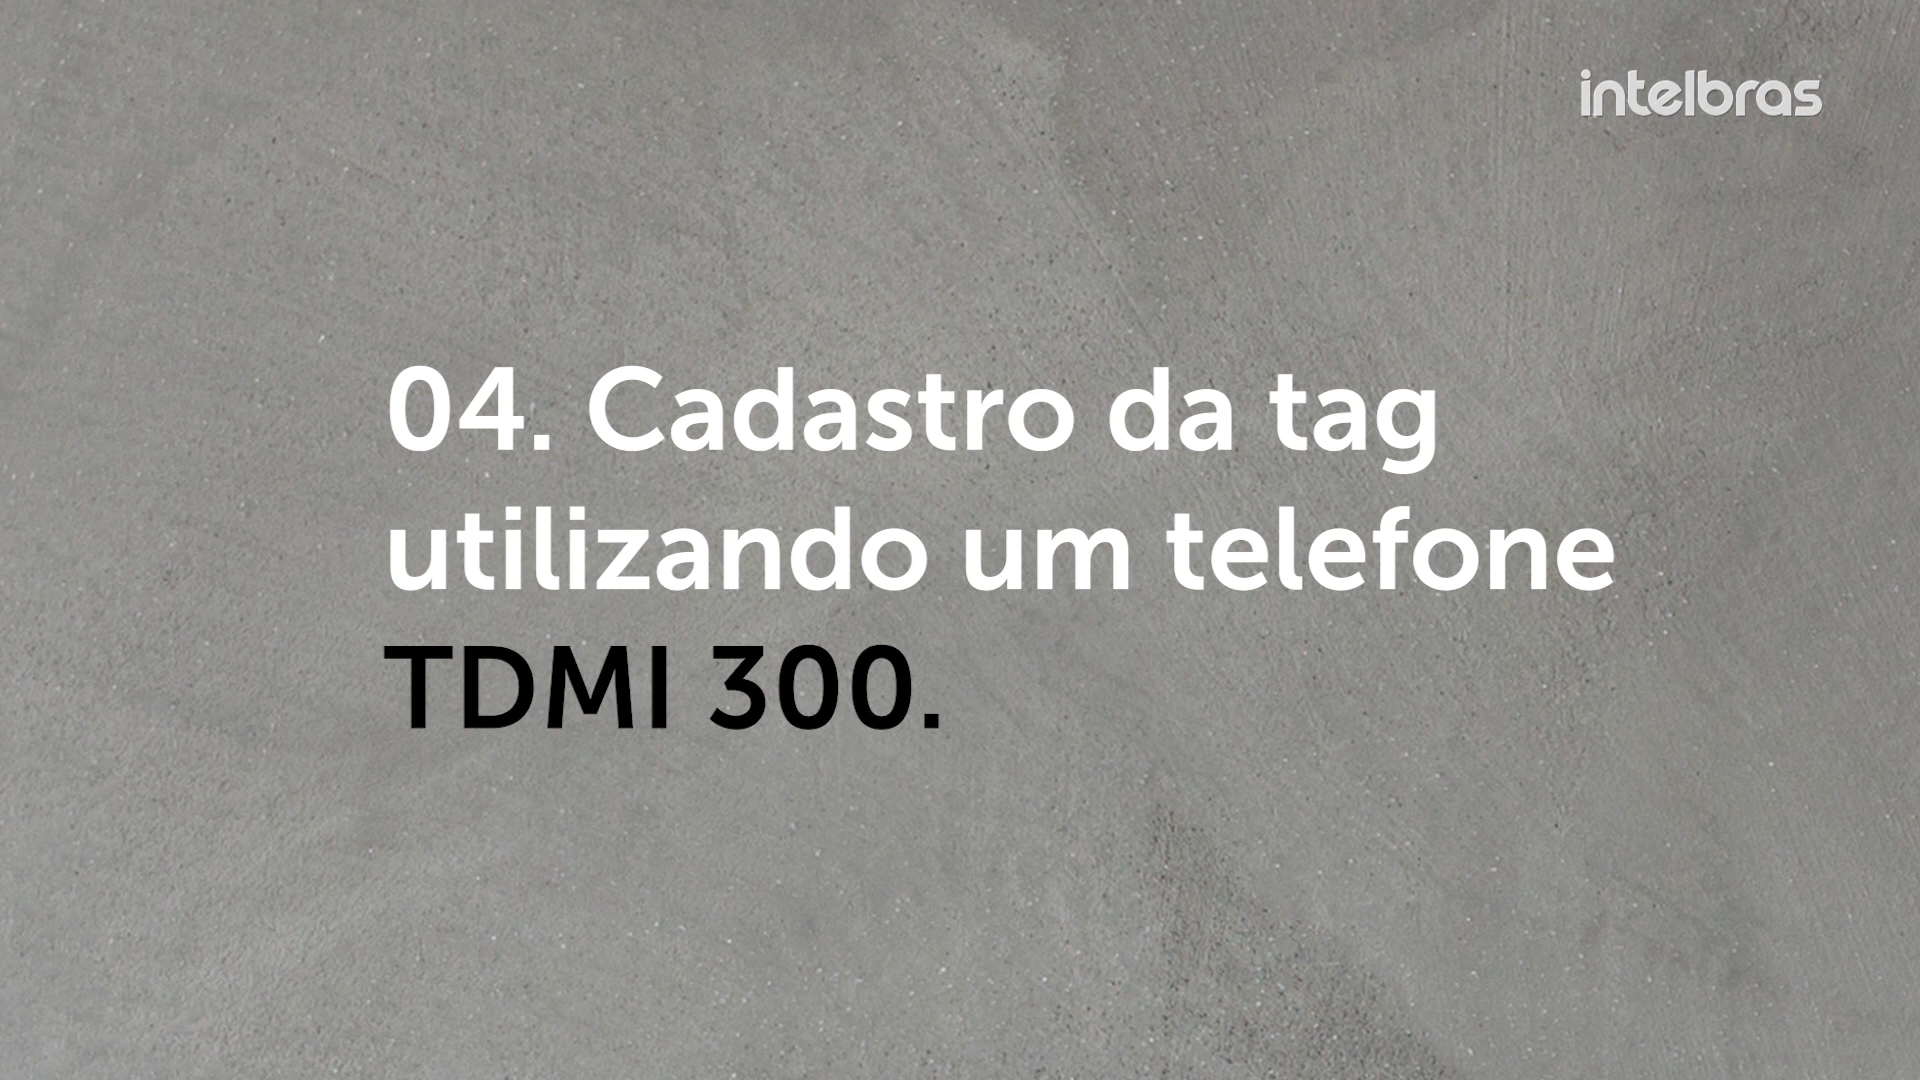 intelbras
04. Cadastro da tag
utilizando um telefone
TDMI 300.